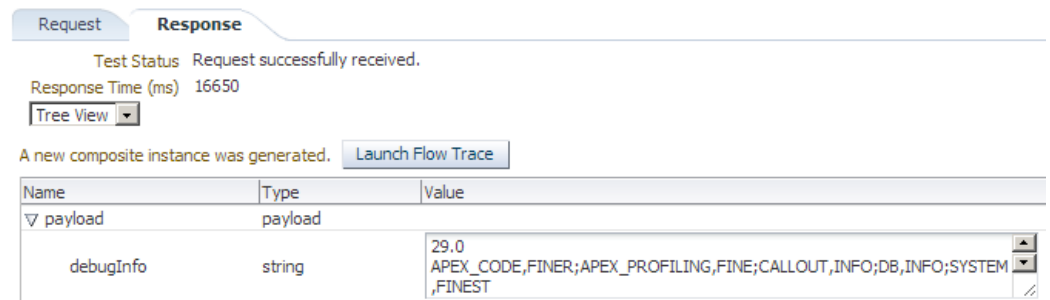 Request Response
Test Status Request successfully received.
Response Time (ms) 16650
Tree View
A new composite instance was generated. Launch Flow Trace
Name Type Value
payload payload
debugInfo string 29.0
APEX_CODE,FINER;APEX_PROFILING,FINE;CALLOUT,INFO;DB,INFO;SYSTEM
,FINEST